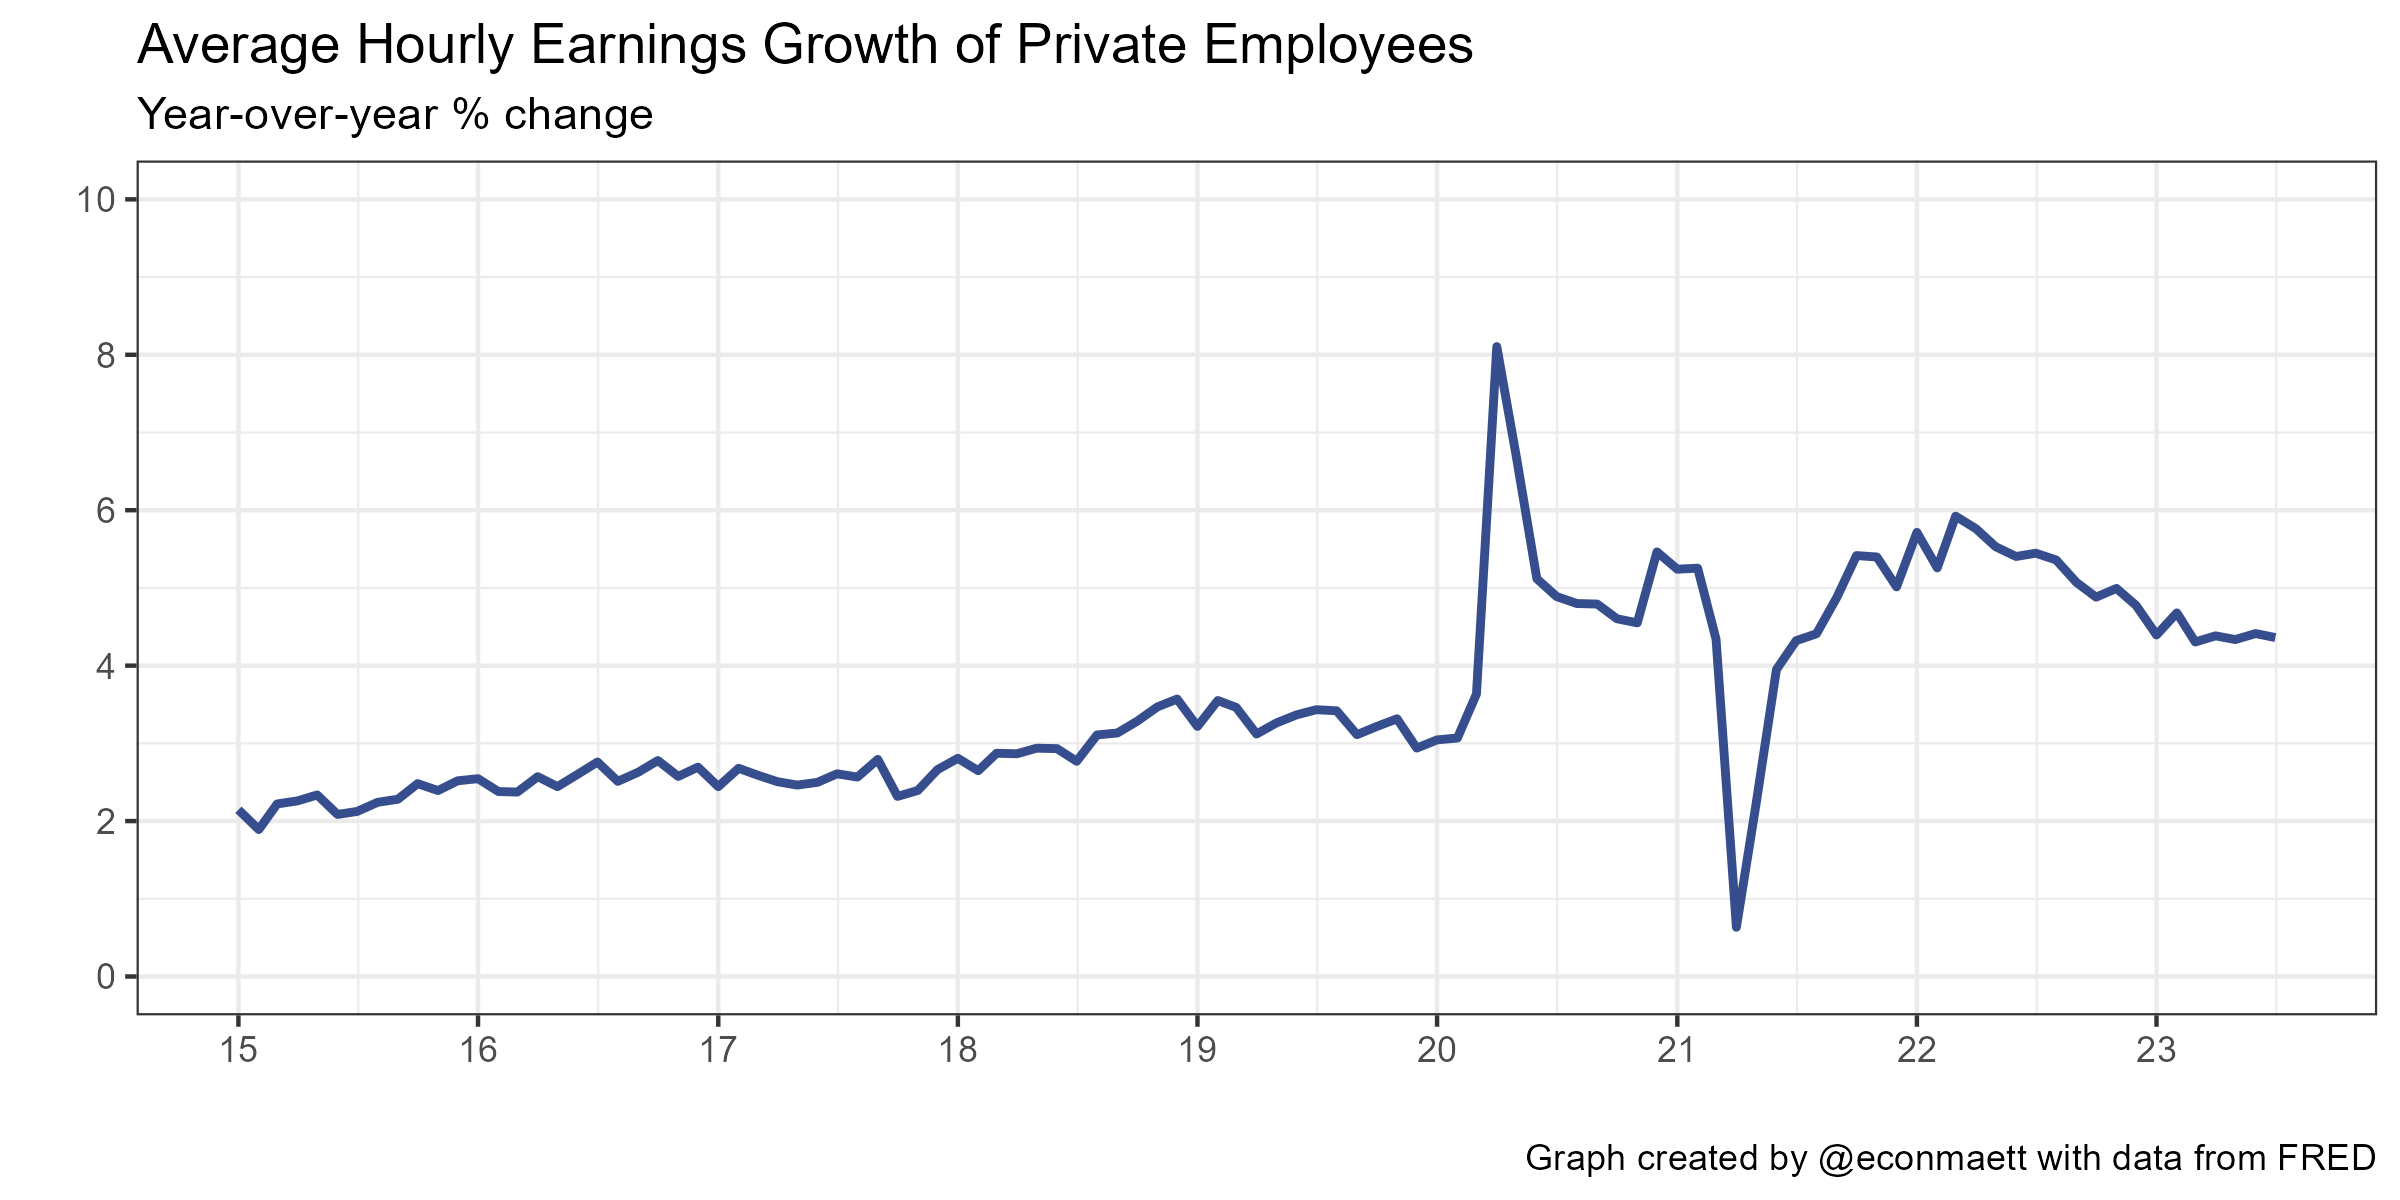 Average Hourly Earnings Growth of Private Employees
Year-over-year % change
10
8
6
4
2
0
15 16 17 18 19 20 21 22 23
Graph created by @econmaett with data from FRED